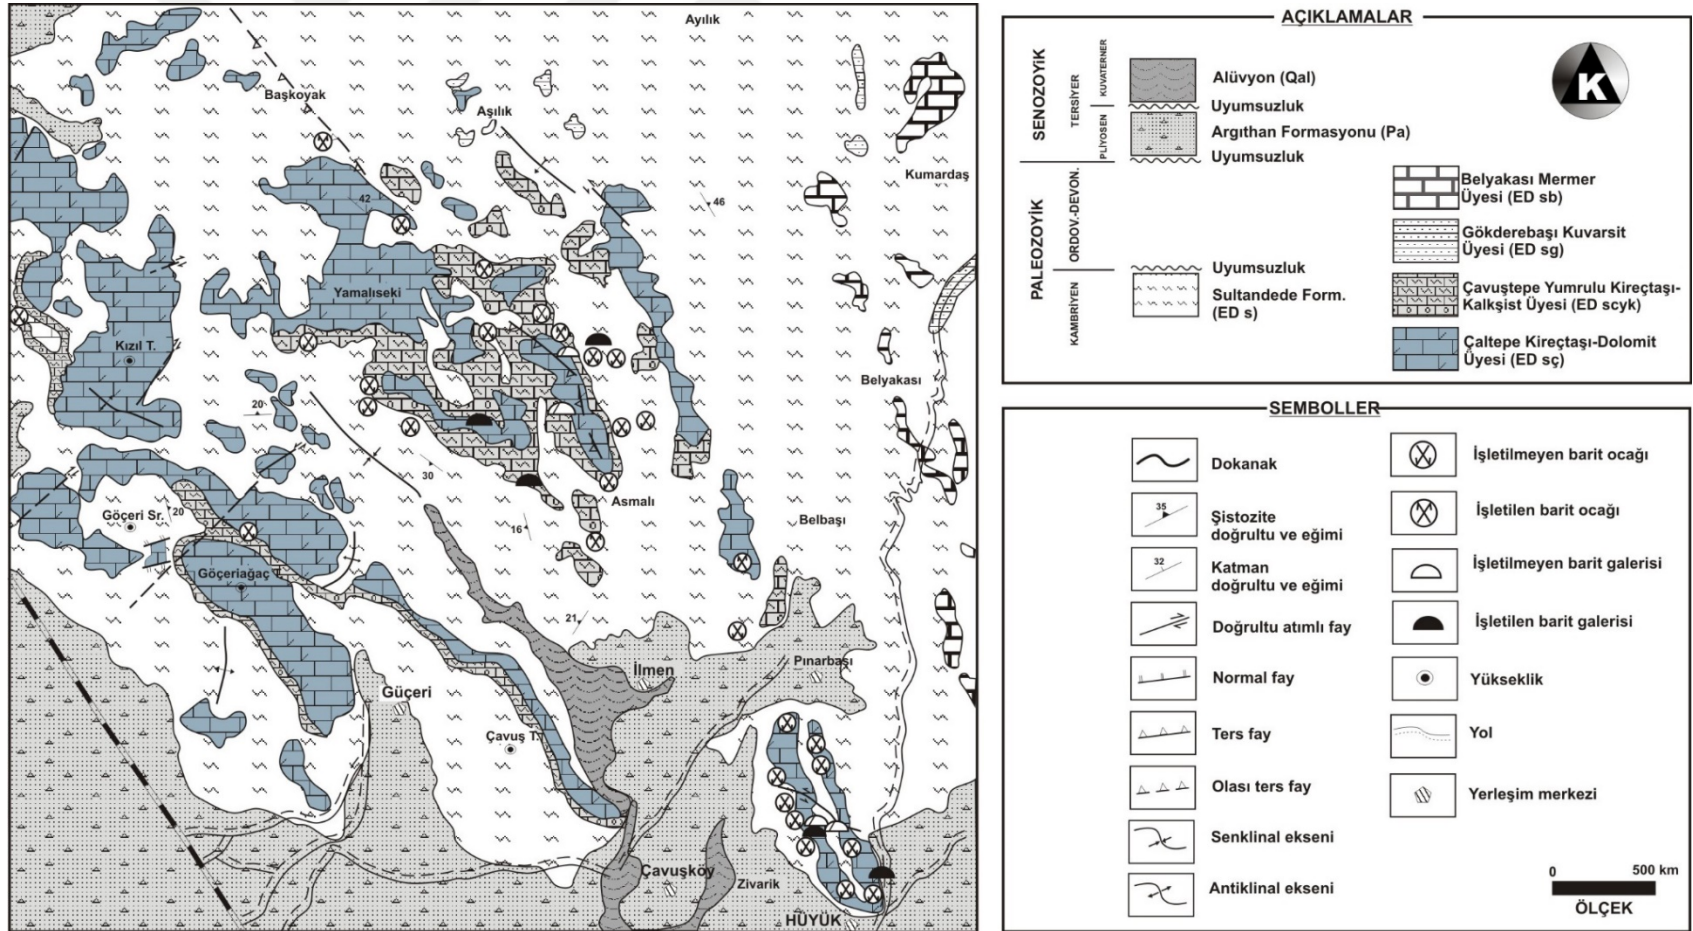 Ayılık
Başkoyak
Aşılık
Kumardaş
42
46
Yamalıseki
Kızıl T.
Belyakası
20
30
Asmalı
Göçeri Sr.
20
16
Belbaşı
Göçeriağaç T.
21
İlmen
Pınarbaşı
Güçeri
Çavuş T.
Çavuşköy
Zivarik
HÜYÜK
AÇIKLAMALAR
SENOZOYİK
TERSİYER
KUVATERNER
PLİYOSEN
PALEOZOYİK
ORDOV.-DEVON.
KAMBRİYEN
Alüvyon (Qal)
Uyumsuzluk
Argıthan Formasyonu (Pa)
Uyumsuzluk
Uyumsuzluk
Sultandede Form.
(ED s)
K
Belyakası Mermer
Üyesi (ED sb)
Gökderebaşı Kuvarsit
Üyesi (ED sg)
Çavuştepe Yumrulu Kireçtaşı-
Kalkşist Üyesi (ED scyk)
Çaltepe Kireçtaşı-Dolomit
Üyesi (ED sç)
SEMBOLLER
Dokanak
35
Şistozite
doğrultu ve eğimi
32
Katman
doğrultu ve eğimi
Doğrultu atımlı fay
Normal fay
Ters fay
Olası ters fay
Senklinal ekseni
Antiklinal ekseni
İşletilmeyen barit ocağı
İşletilen barit ocağı
İşletilmeyen barit galerisi
İşletilen barit galerisi
Yükseklik
Yol
Yerleşim merkezi
0 500 km
ÖLÇEK